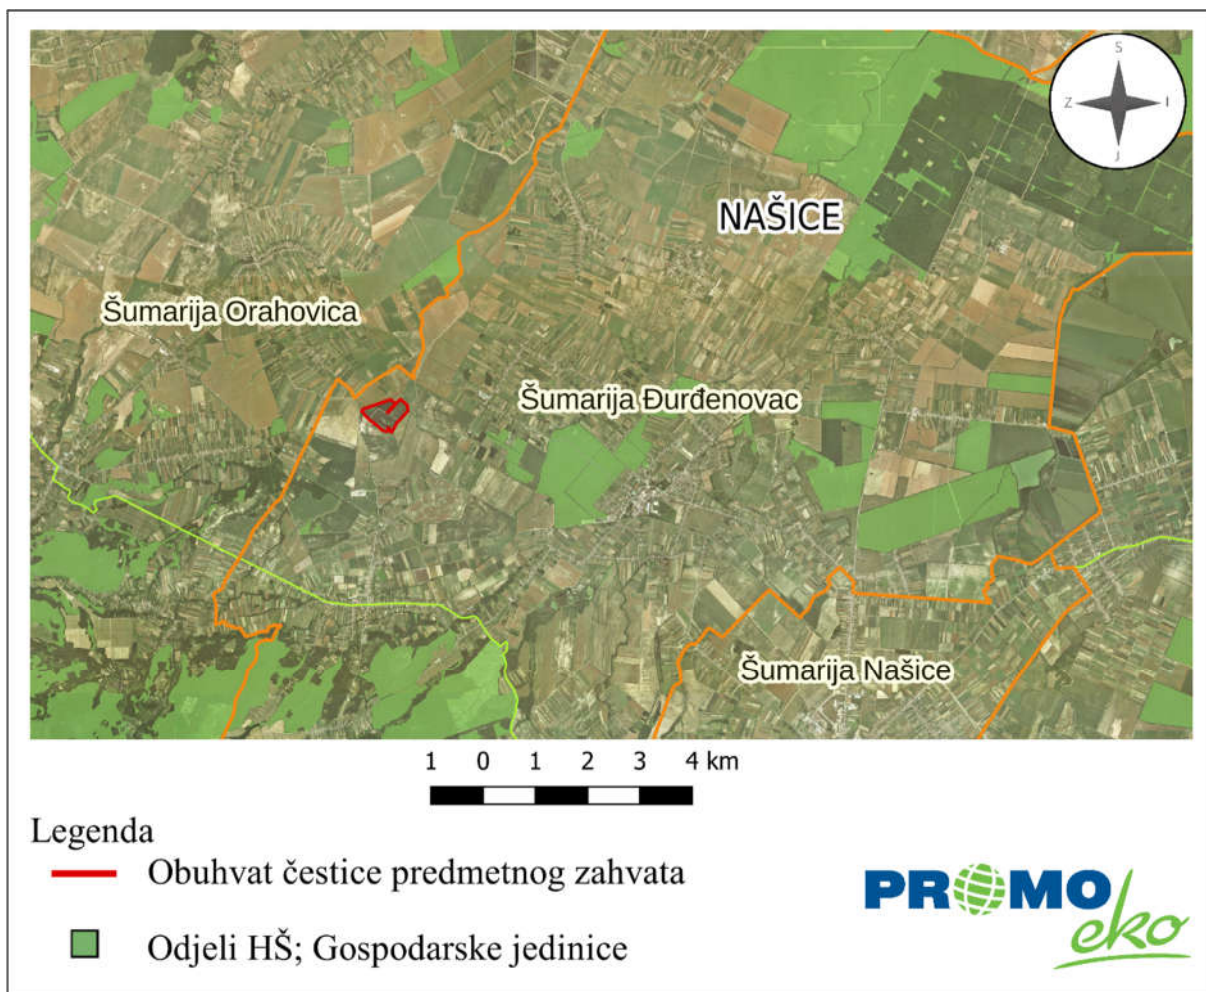 S
Z I
J
NAŠICE
Šumarija Orahovica
Šumarija Đurđenovac
Šumarija Našice
1 0 1 2 3 4 km
Legenda
Obuhvat čestice predmetnog zahvata
Odjeli HŠ; Gospodarske jedinice
PROMO
eko